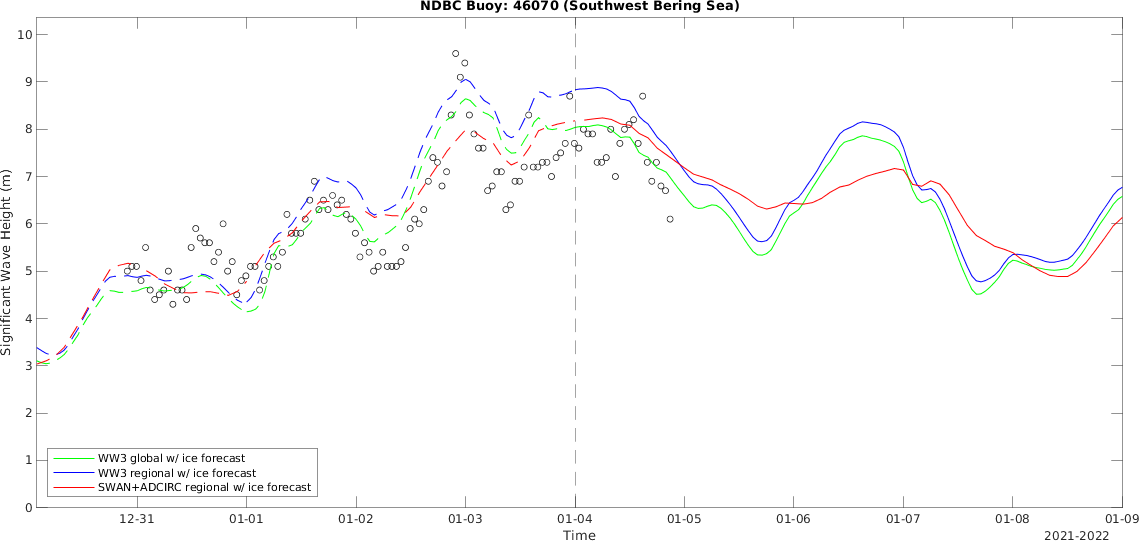 NDBC Buoy: 46070 (Southwest Bering Sea)
10
9
8
7
6
5
4
3
2
1
0
Significant Wave Height (m)
WW3 global w/ ice forecast
WW3 regional w/ ice forecast
SWAN+ADCIRC regional w/ ice forecast
12-31 01-01 01-02 01-03 01-04 01-05 01-06 01-07 01-08 01-09
Time
2021-2022